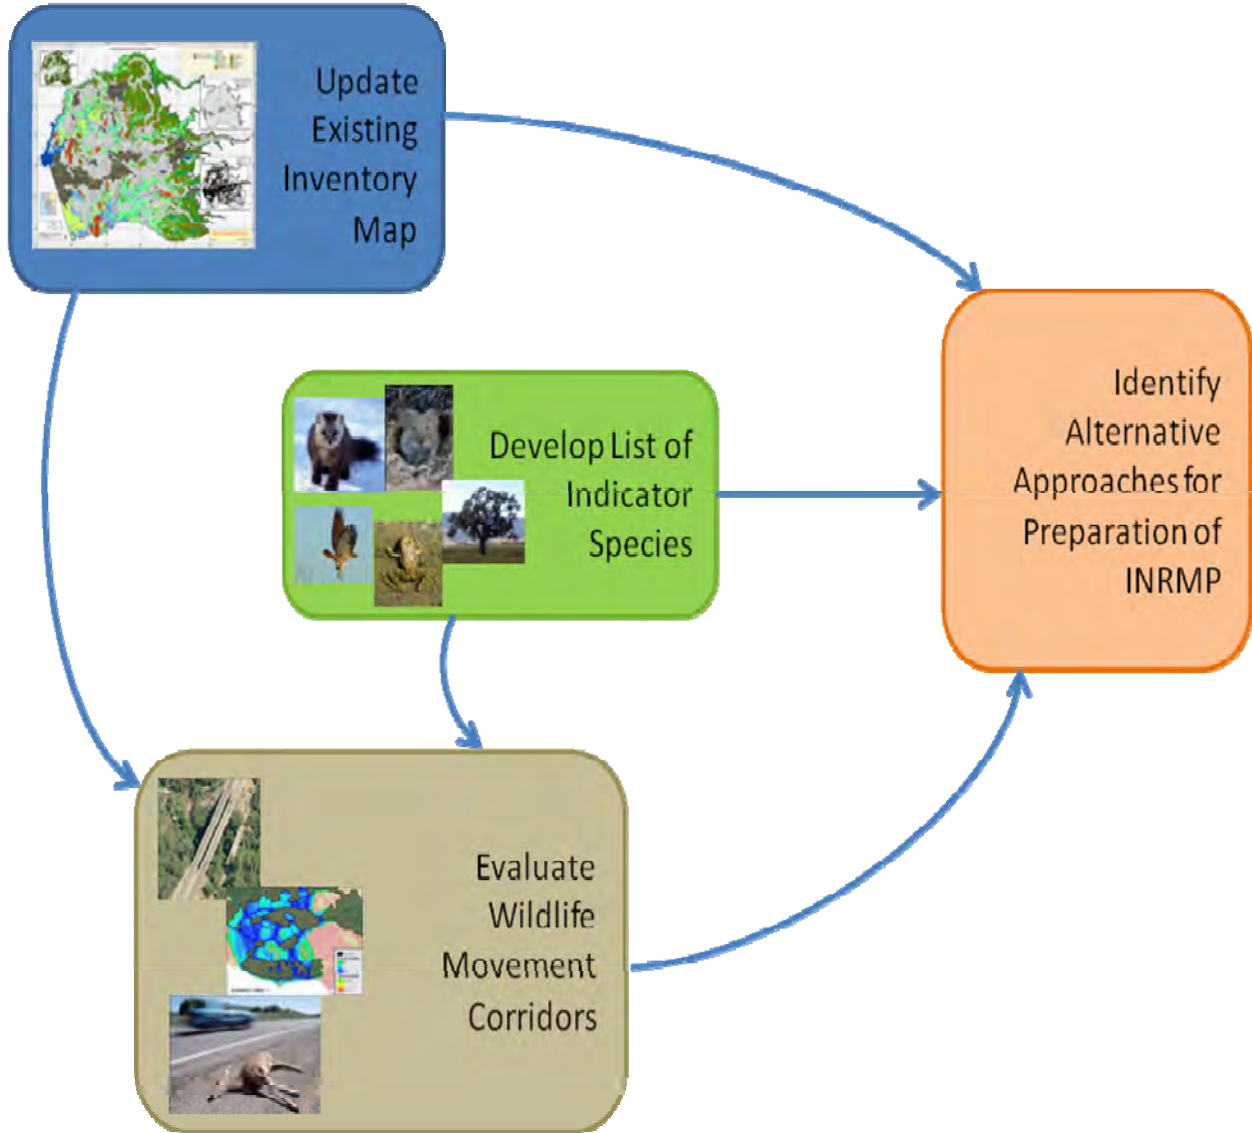 Update
Existing
Inventory
Map
Develop List of
Indicator
Species
Identify
Alternative
Approaches for
Preparation of
INRMP
Evaluate
Wildlife
Movement
Corridors